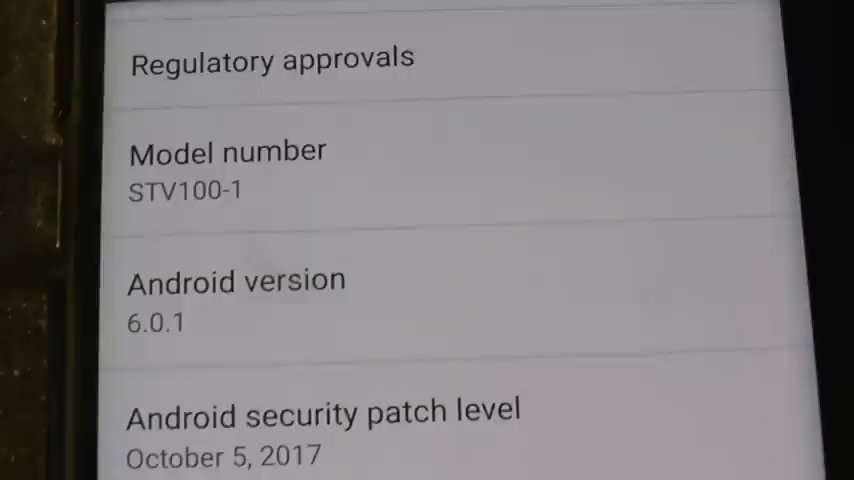 Regulatory approvals
Model number
STV100-1
Android version
6.0.1
Android security patch level
October 5, 2017